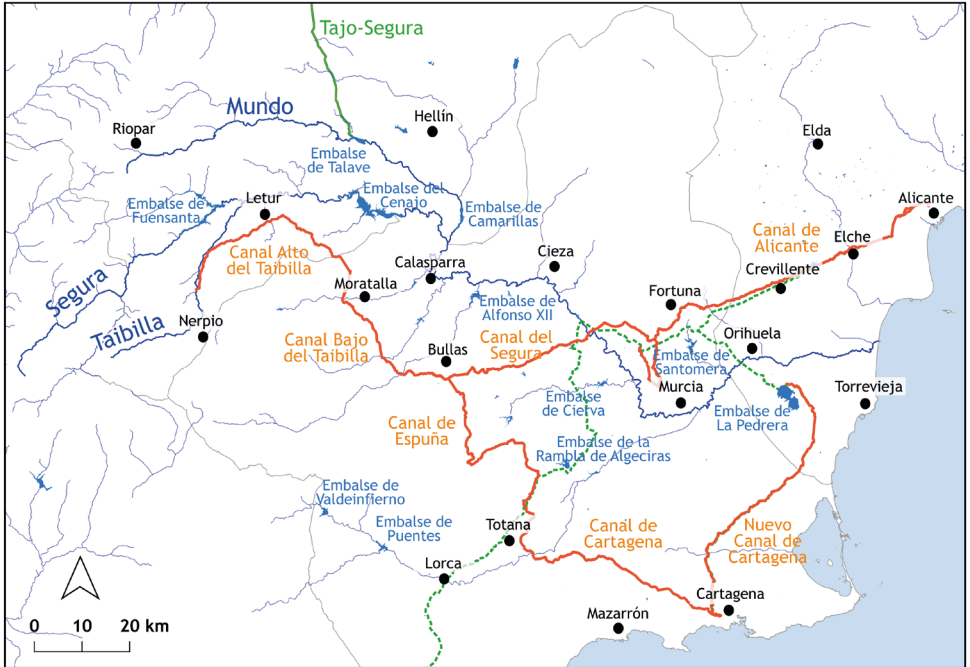 Tajo-Segura
Mundo
Hellín
Riopar
Elda
Embalse
de Talave
Embalse de
Fuensanta
Letur
Embalse del
Cenajo
Embalse de
Camarillas
Alicante
Canal de
Alicante
Elche
Canal Alto
del Taibilla
Calasparra
Cieza
Crevillente
Segura
Moratalla
Fortuna
Embalse de
Alfonso XII
Taibilla
Nerpio
Canal Bajo
del Taibilla
Bullas
Canal del
Segura
Orihuela
Embalse de
Santomera
Murcia
Torrevieja
Embalse
de Cierva
Embalse de
La Pedrera
Canal de
Espuña
Embalse de la
Rambla de Algeciras
Embalse de
Valdeinfierno
Embalse de
Puentes
Totana
Canal de
Cartagena
Nuevo
Canal de
Cartagena
Lorca
Cartagena
Mazarrón
0 10 20 km